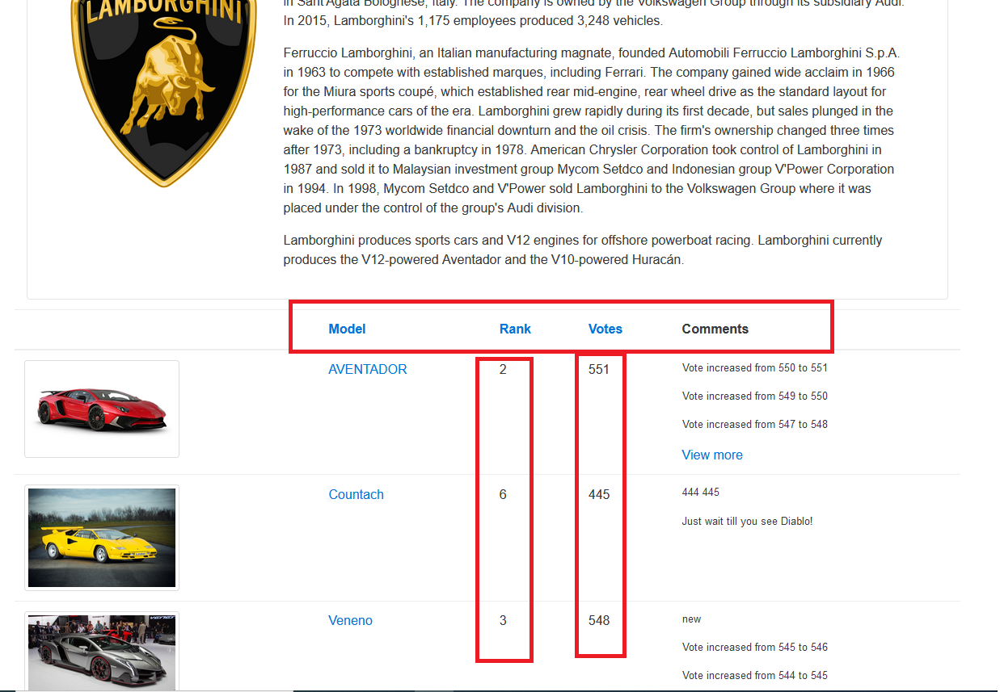 LAMBORGHINI
in Sant'Agata Bolognese, Italy. The company is owned by the Volkswagen Group through its subsidiary Audi.
In 2015, Lamborghini's 1,175 employees produced 3,248 vehicles.
Ferruccio Lamborghini, an Italian manufacturing magnate, founded Automobili Ferruccio Lamborghini S.p.A.
in 1963 to compete with established marques, including Ferrari. The company gained wide acclaim in 1966
for the Miura sports coupé, which established rear mid-engine, rear wheel drive as the standard layout for
high-performance cars of the era. Lamborghini grew rapidly during its first decade, but sales plunged in the
wake of the 1973 worldwide financial downturn and the oil crisis. The firm's ownership changed three times
after 1973, including a bankruptcy in 1978. American Chrysler Corporation took control of Lamborghini in
1987 and sold it to Malaysian investment group Mycom Setdco and Indonesian group V'Power Corporation
in 1994. In 1998, Mycom Setdco and V'Power sold Lamborghini to the Volkswagen Group where it was
placed under the control of the group's Audi division.
Lamborghini produces sports cars and V12 engines for offshore powerboat racing. Lamborghini currently
produces the V12-powered Aventador and the V10-powered Huracán.
Model Rank Votes Comments
AVENTADOR 2 551 Vote increased from 550 to 551
Vote increased from 549 to 550
Vote increased from 547 to 548
View more
Countach 6 445 444 445
Just wait till you see Diablo!
Veneno 3 548 new
Vote increased from 545 to 546
Vote increased from 544 to 545